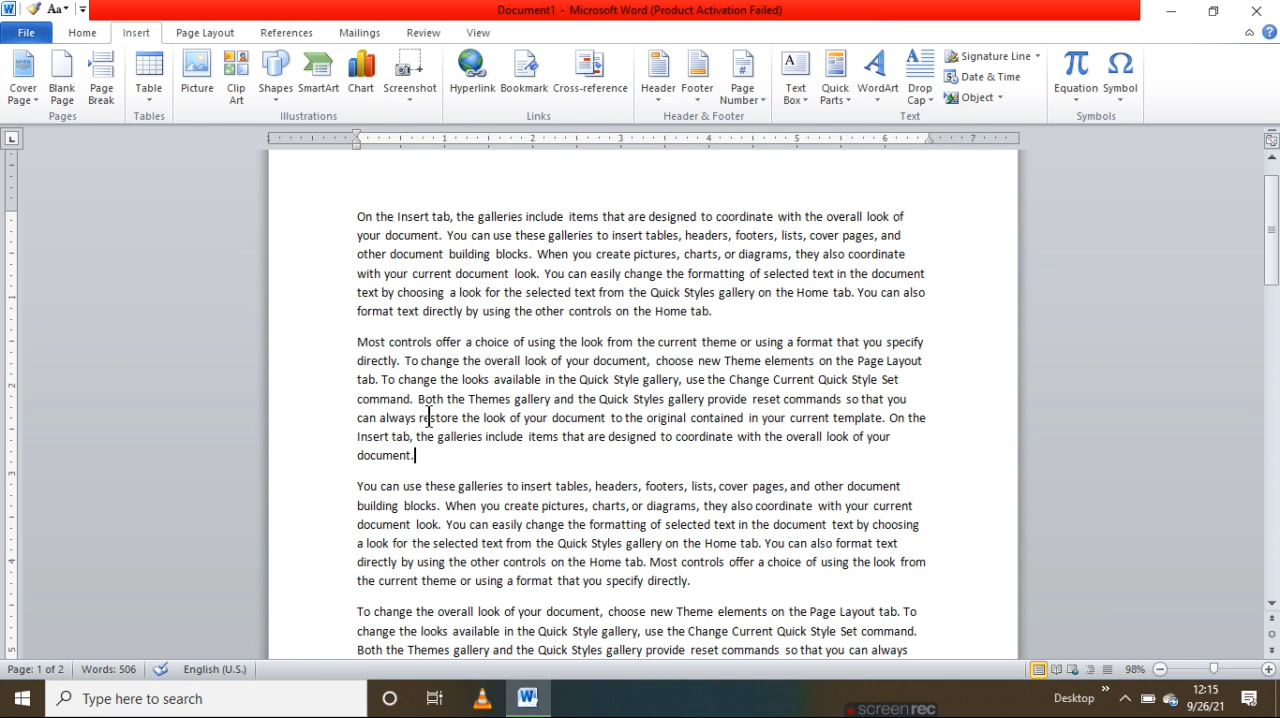 Aa
Document1 - Microsoft Word (Product Activation Failed)
File Home Insert Page Layout References Mailings Review View
Cover Page Blank Page Page Break Table Picture Clip Art Shapes SmartArt Chart Screenshot Hyperlink Bookmark Cross-reference Header Footer Page Number Text Box Quick Parts WordArt Drop Cap Signature Line Date & Time Object Equation Symbol
Pages Tables Illustrations Links Header & Footer Text Symbols
1 2 3 4 5 6 7
On the Insert tab, the galleries include items that are designed to coordinate with the overall look of
your document. You can use these galleries to insert tables, headers, footers, lists, cover pages, and
other document building blocks. When you create pictures, charts, or diagrams, they also coordinate
with your current document look. You can easily change the formatting of selected text in the document
text by choosing a look for the selected text from the Quick Styles gallery on the Home tab. You can also
format text directly by using the other controls on the Home tab.
Most controls offer a choice of using the look from the current theme or using a format that you specify
directly. To change the overall look of your document, choose new Theme elements on the Page Layout
tab. To change the looks available in the Quick Style gallery, use the Change Current Quick Style Set
command. Both the Themes gallery and the Quick Styles gallery provide reset commands so that you
can always restore the look of your document to the original contained in your current template. On the
Insert tab, the galleries include items that are designed to coordinate with the overall look of your
document.
You can use these galleries to insert tables, headers, footers, lists, cover pages, and other document
building blocks. When you create pictures, charts, or diagrams, they also coordinate with your current
document look. You can easily change the formatting of selected text in the document text by choosing
a look for the selected text from the Quick Styles gallery on the Home tab. You can also format text
directly by using the other controls on the Home tab. Most controls offer a choice of using the look from
the current theme or using a format that you specify directly.
To change the overall look of your document, choose new Theme elements on the Page Layout tab. To
change the looks available in the Quick Style gallery, use the Change Current Quick Style Set command.
Both the Themes gallery and the Quick Styles gallery provide reset commands so that you can always
Page: 1 of 2 Words: 506 English (U.S.) 98%
Type here to search Desktop 12:15
9/26/21
screenrec